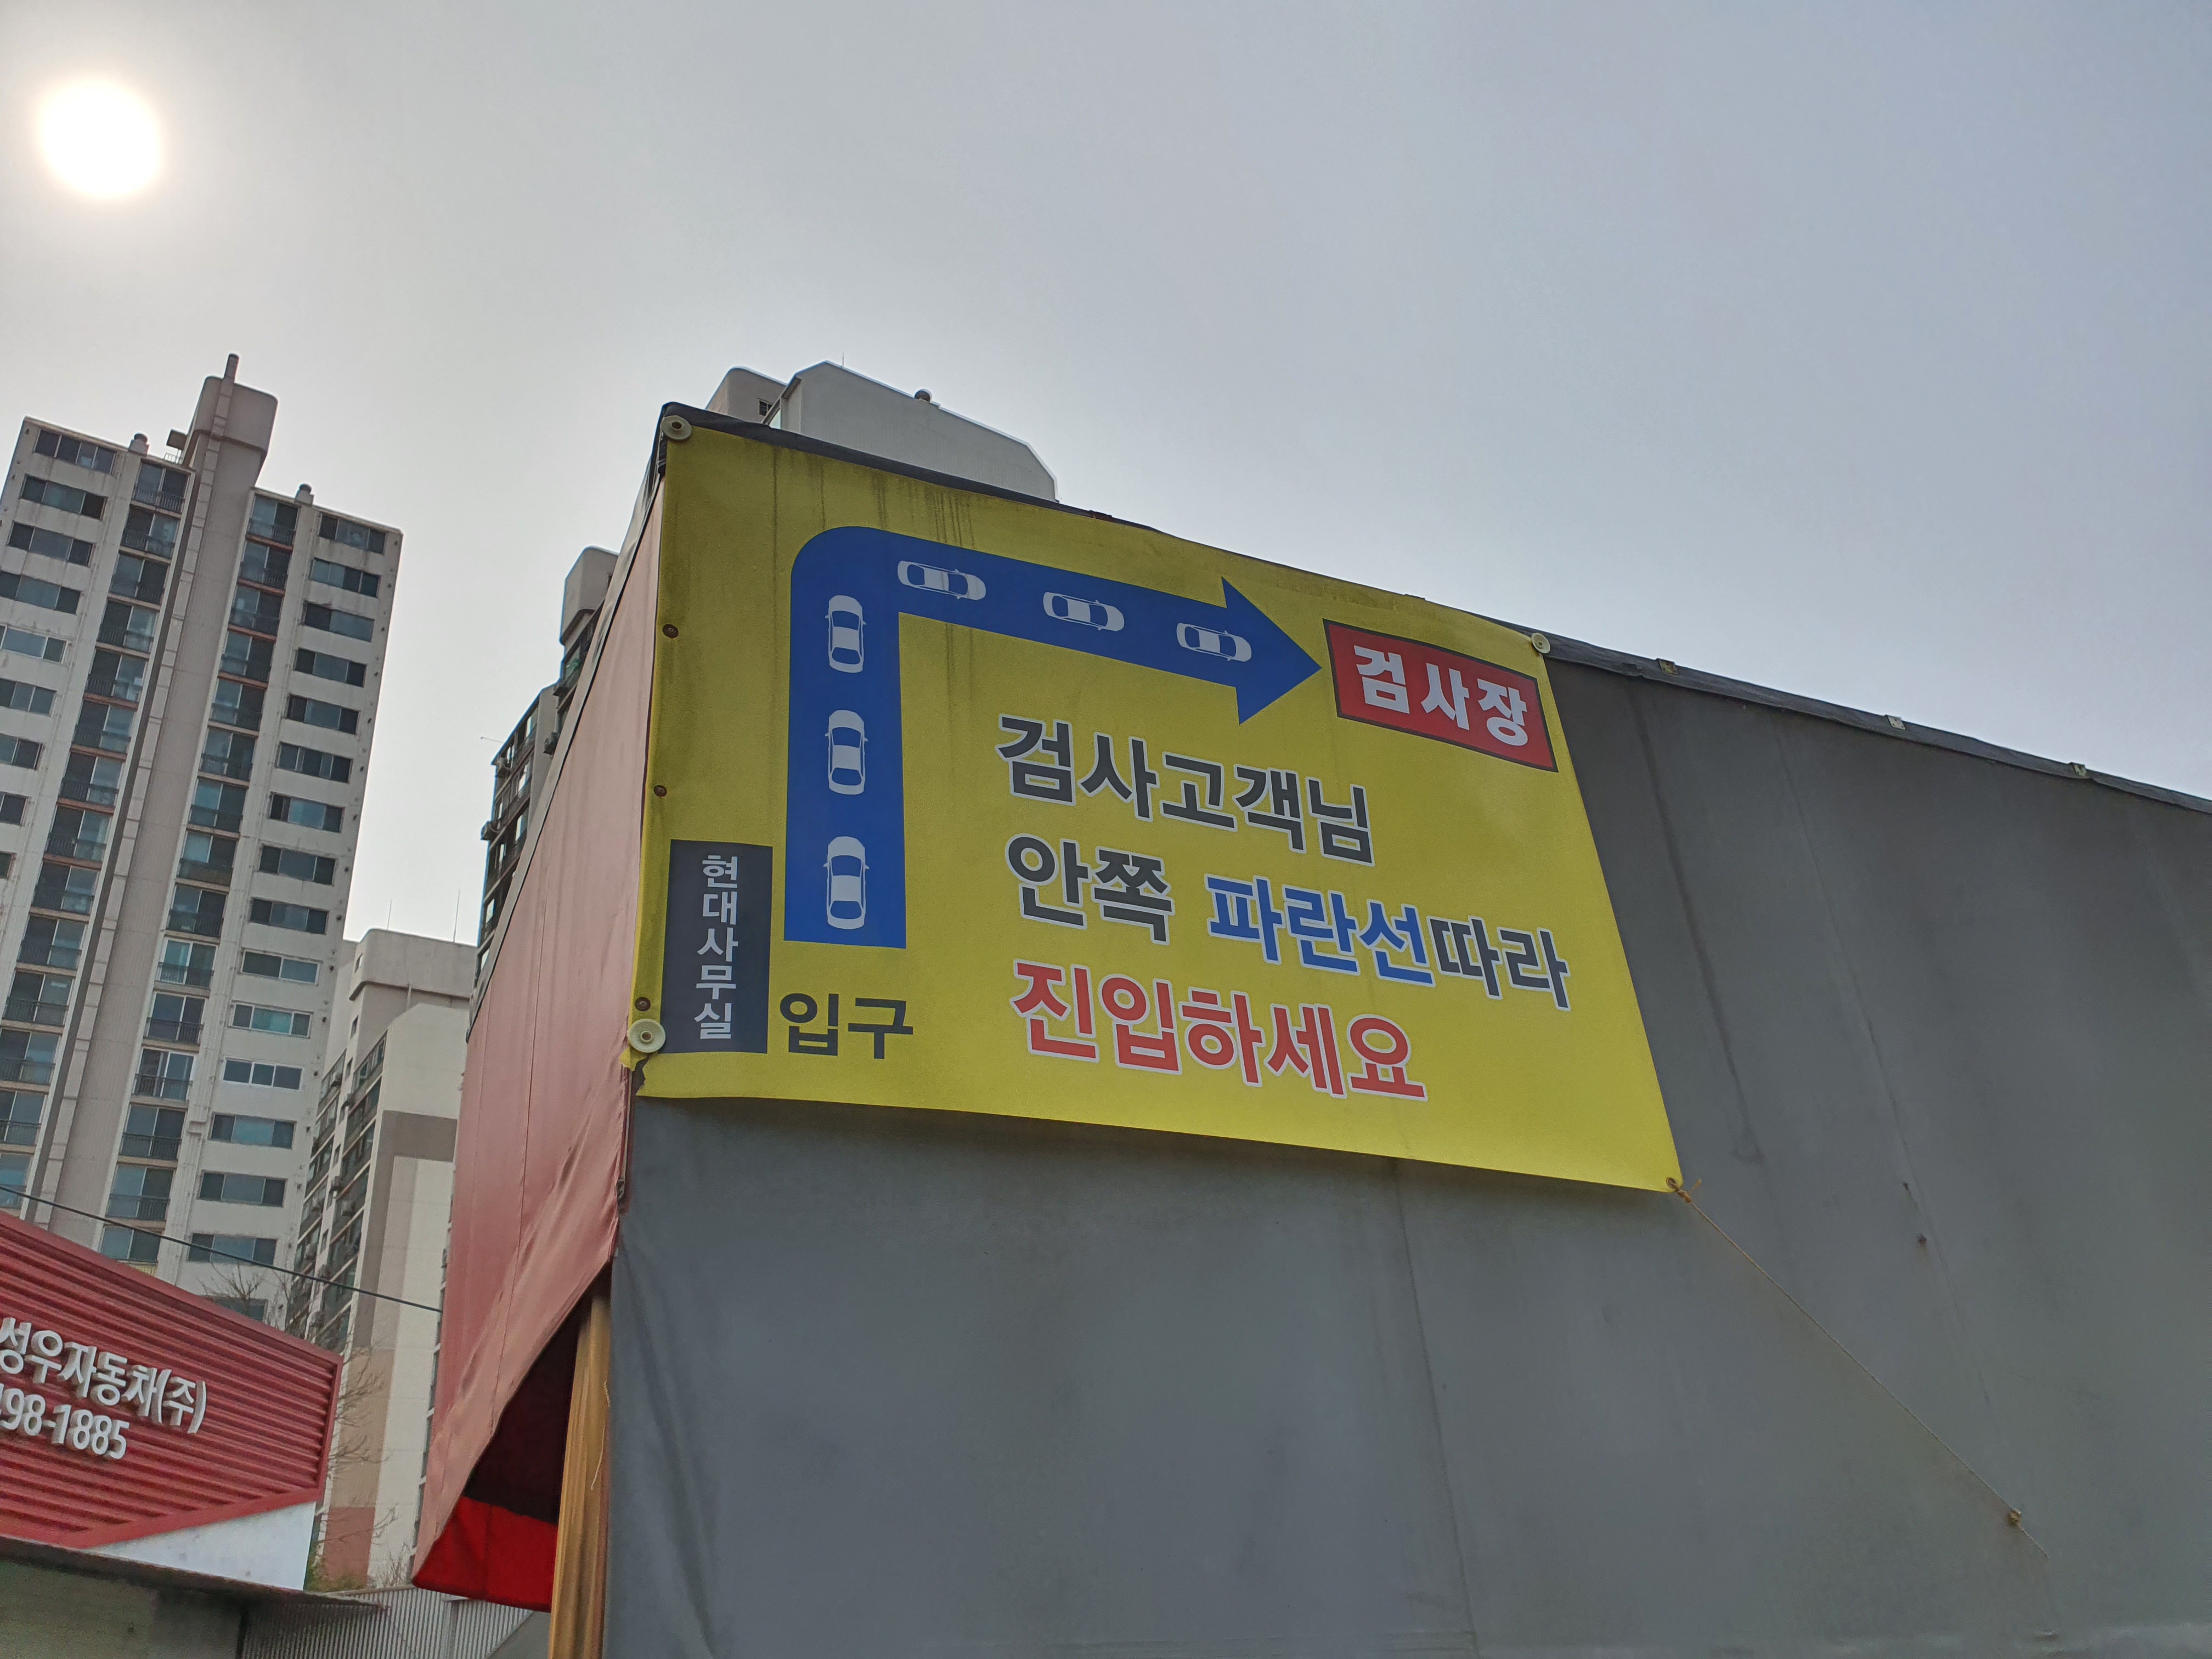 검사장
검사고객님
안쪽 파란선따라
진입하세요
현대사무실
입구
성우자동차(주)
98-1885